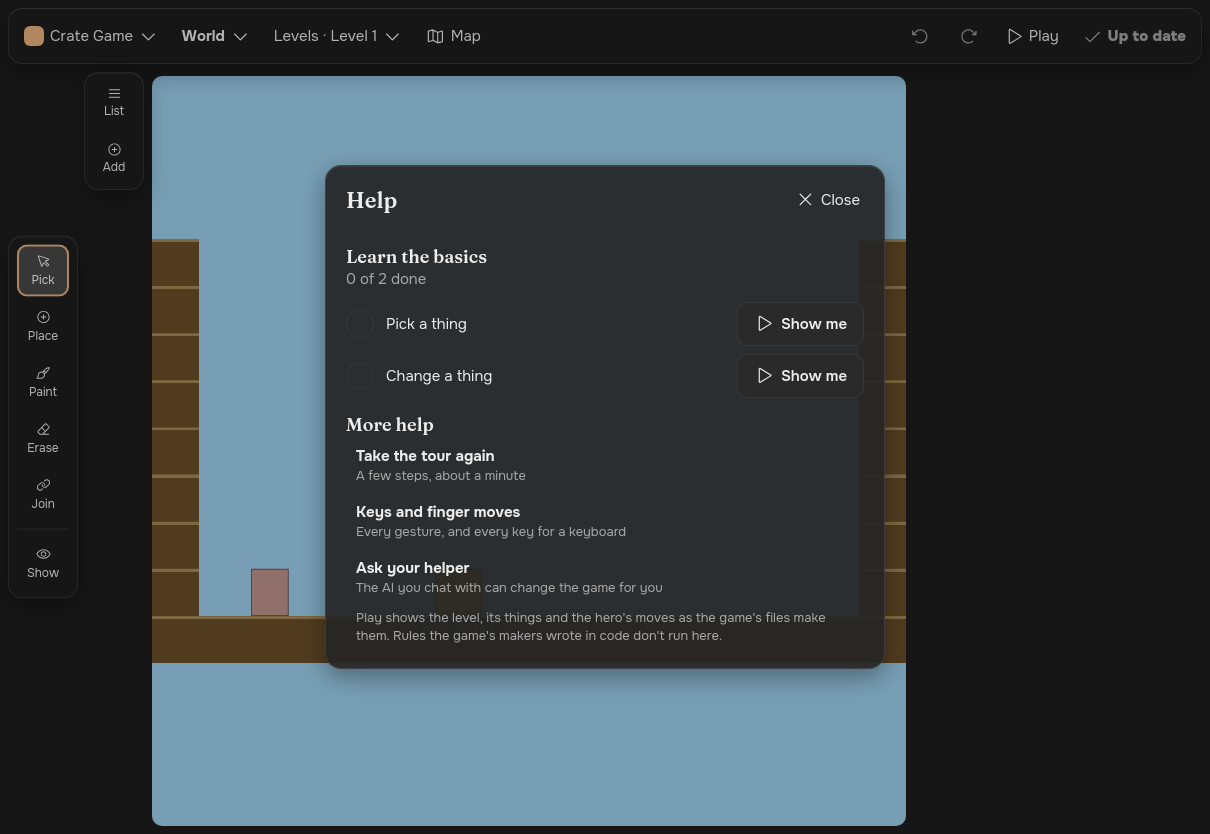 Crate Game
World
Levels · Level 1
Map
Play
Up to date
List
Add
Pick
Place
Paint
Erase
Join
Show
Help
Close
Learn the basics
0 of 2 done
Pick a thing
Show me
Change a thing
Show me
More help
Take the tour again
A few steps, about a minute
Keys and finger moves
Every gesture, and every key for a keyboard
Ask your helper
The AI you chat with can change the game for you
Play shows the level, its things and the hero's moves as the game's files make
them. Rules the game's makers wrote in code don't run here.